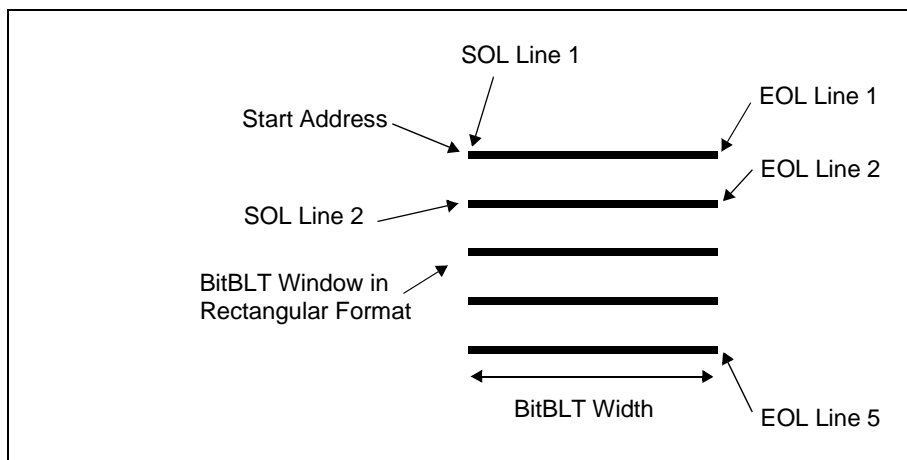 SOL Line 1
EOL Line 1
Start Address
EOL Line 2
SOL Line 2
BitBLT Window in
Rectangular Format
BitBLT Width
EOL Line 5